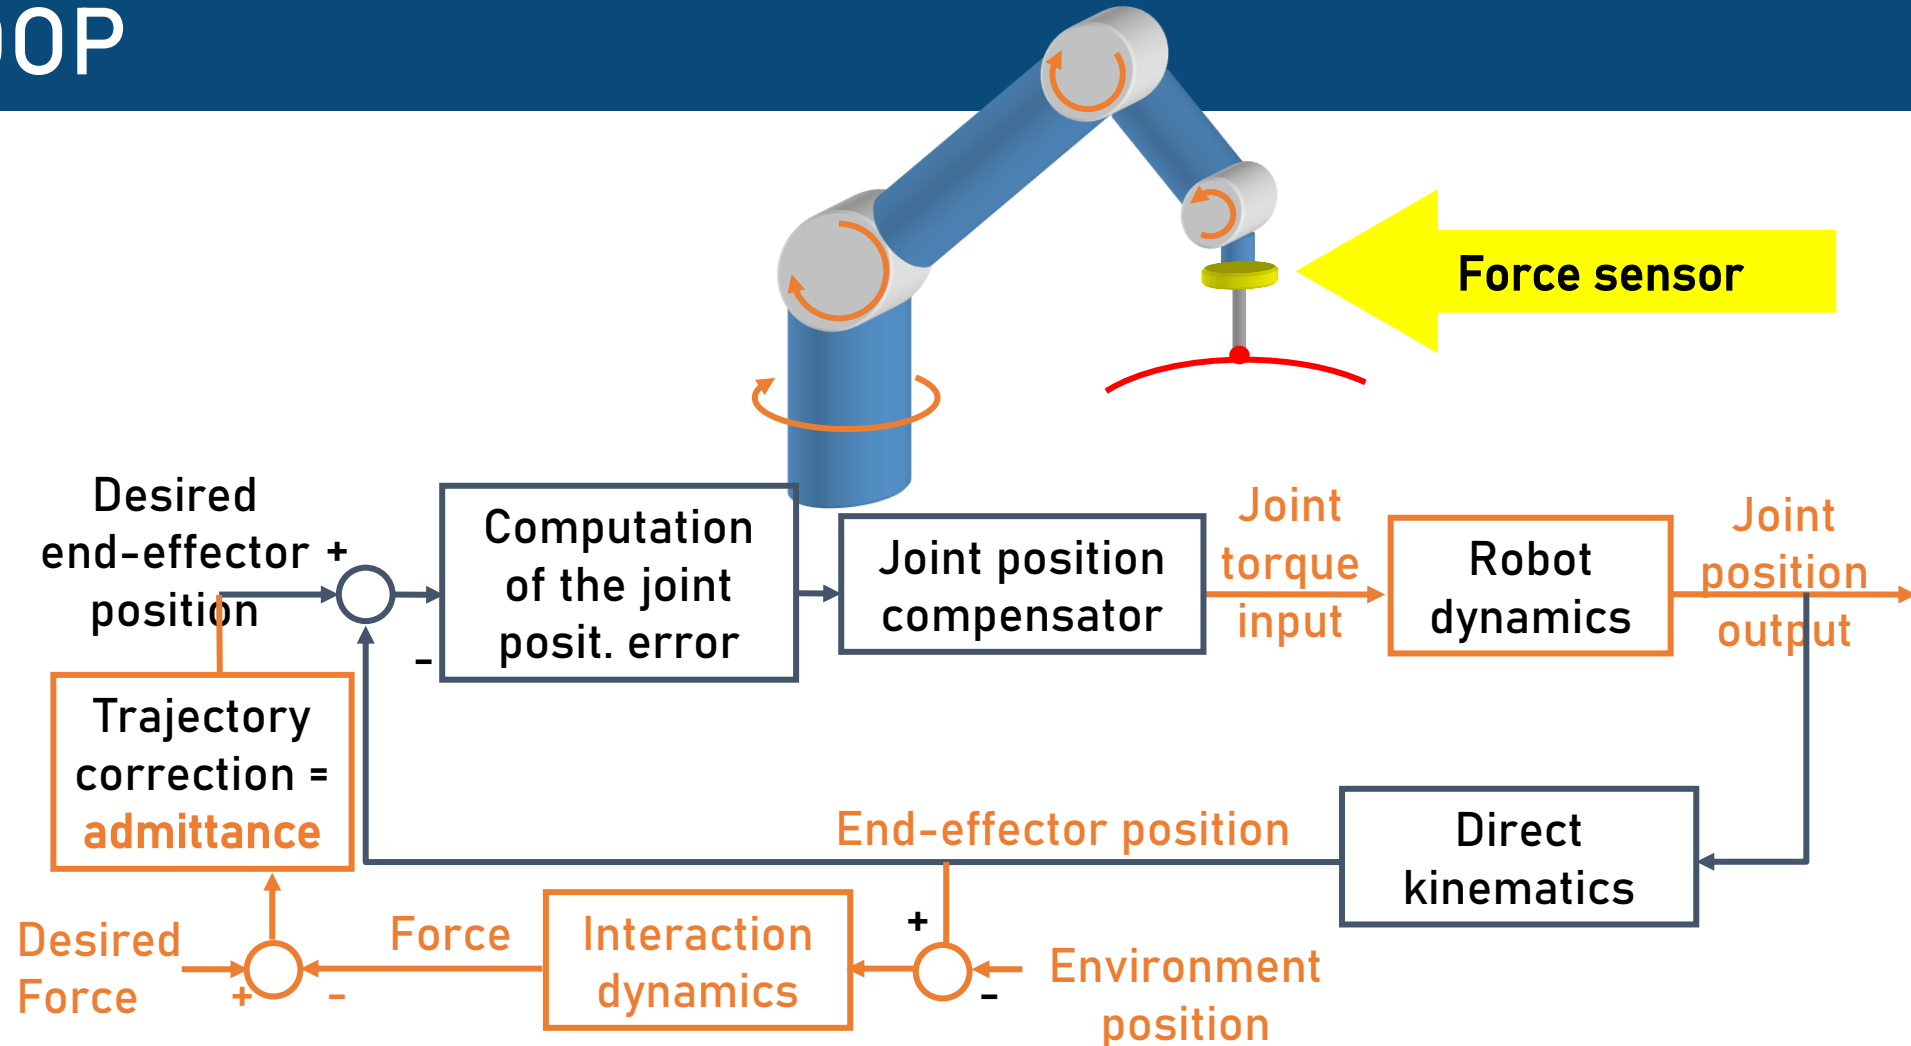 OOP
Force sensor
Desired
end-effector +
position
-
Computation
of the joint
posit. error
Joint position
compensator
Joint
torque
input
Robot
dynamics
Joint
position
output
Trajectory
correction =
admittance
End-effector position
Direct
kinematics
Desired
Force
+
-
Force
Interaction
dynamics
+
-
Environment
position